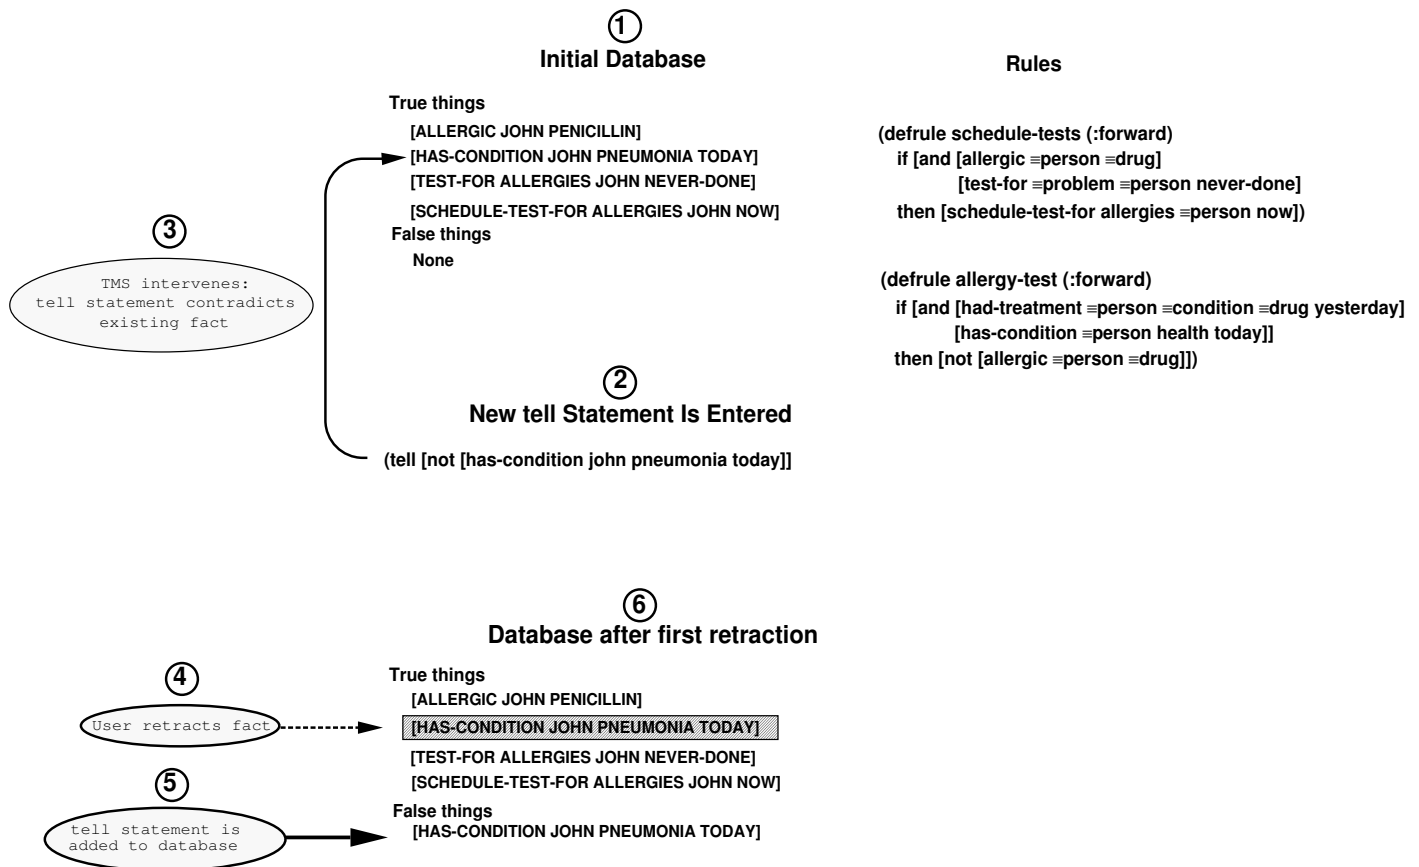 1
Initial Database
True things
[ALLERGIC JOHN PENICILLIN]
[HAS-CONDITION JOHN PNEUMONIA TODAY]
[TEST-FOR ALLERGIES JOHN NEVER-DONE]
[SCHEDULE-TEST-FOR ALLERGIES JOHN NOW]
False things
None
Rules
(defrule schedule-tests (:forward)
if [and [allergic ≡person ≡drug]
[test-for ≡problem ≡person never-done]
then [schedule-test-for allergies ≡person now])
(defrule allergy-test (:forward)
if [and [had-treatment ≡person ≡condition ≡drug yesterday]
[has-condition ≡person health today]]
then [not [allergic ≡person ≡drug]])
3
TMS intervenes:
tell statement contradicts
existing fact
2
New tell Statement Is Entered
(tell [not [has-condition john pneumonia today]]
6
Database after first retraction
4
User retracts fact
True things
[ALLERGIC JOHN PENICILLIN]
[HAS-CONDITION JOHN PNEUMONIA TODAY]
[TEST-FOR ALLERGIES JOHN NEVER-DONE]
[SCHEDULE-TEST-FOR ALLERGIES JOHN NOW]
5
tell statement is
added to database
False things
[HAS-CONDITION JOHN PNEUMONIA TODAY]